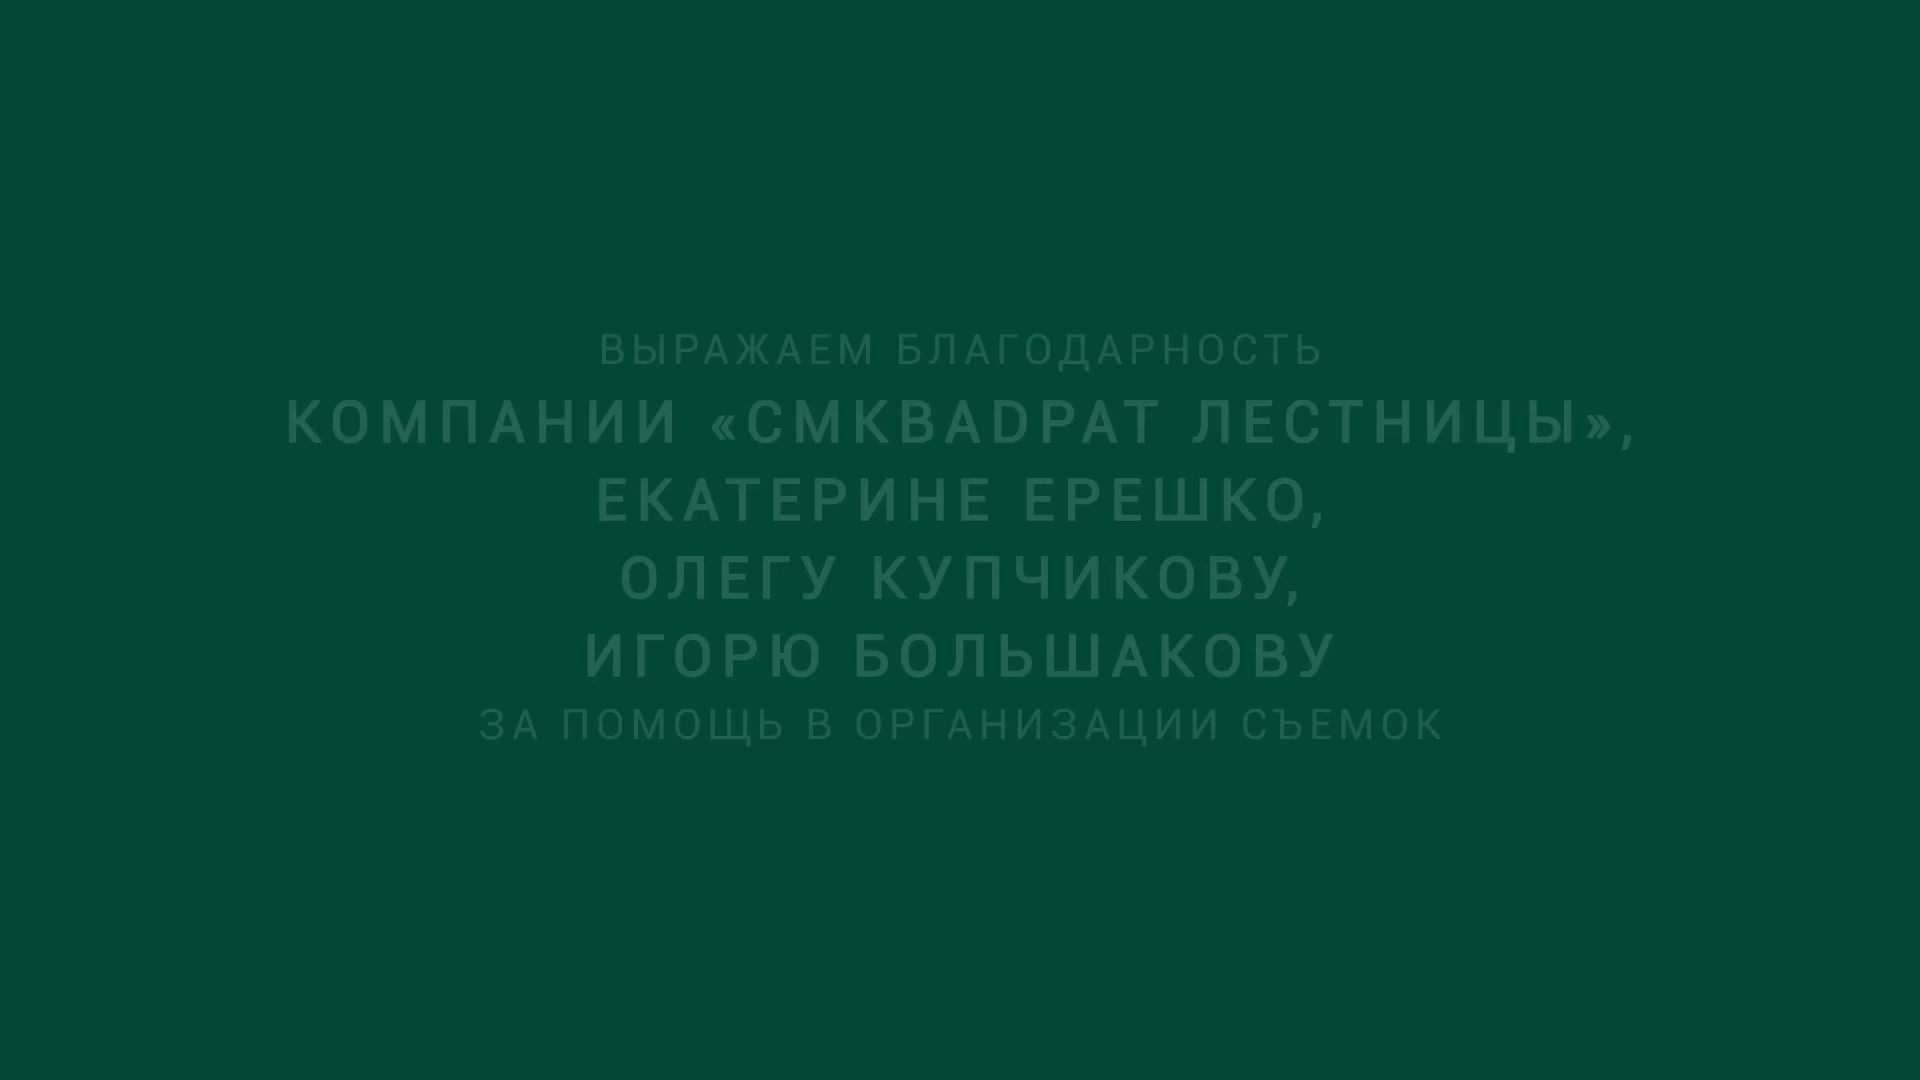 ВЫРАЖАЕМ БЛАГОДАРНОСТЬ
КОМПАНИИ «СМКВАDРАТ ЛЕСТНИЦЫ»,
ЕКАТЕРИНЕ ЕРЕШКО,
ОЛЕГУ КУПЧИКОВУ,
ИГОРЮ БОЛЬШАКОВУ
ЗА ПОМОЩЬ В ОРГАНИЗАЦИИ СЪЕМОК